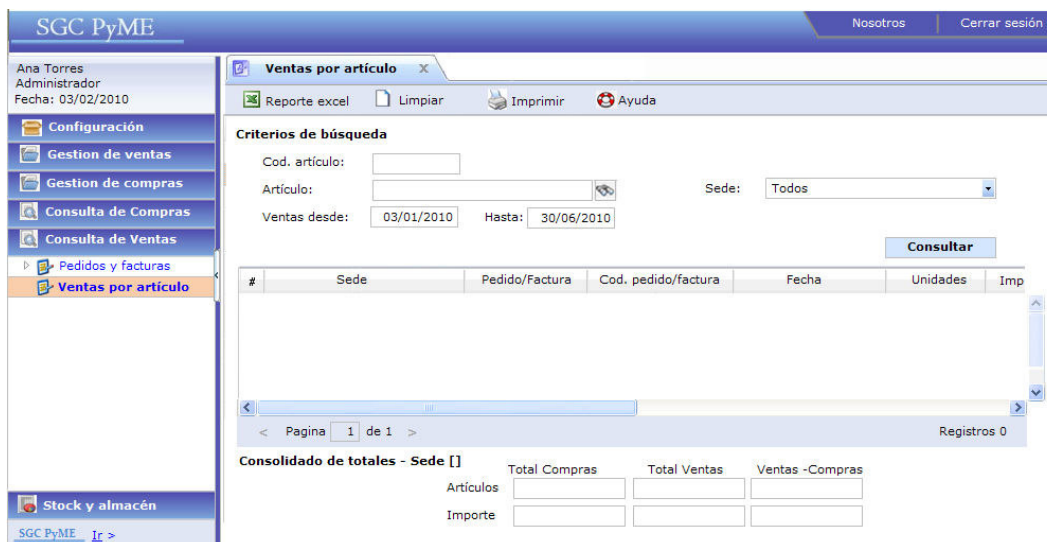 SGC PyME
Nosotros
Cerrar sesión
Ana Torres
Administrador
Fecha: 03/02/2010
Configuración
Gestion de ventas
Gestion de compras
Consulta de Compras
Consulta de Ventas
Pedidos y facturas
Ventas por artículo
Stock y almacén
SGC PyME Ir >
Ventas por artículo x
Reporte excel Limpiar Imprimir Ayuda
Criterios de búsqueda
Cod. artículo:
Artículo: Sede: Todos
Ventas desde: 03/01/2010 Hasta: 30/06/2010
Consultar
# Sede Pedido/Factura Cod. pedido/factura Fecha Unidades Imp
< Pagina 1 de 1 > Registros 0
Consolidado de totales - Sede []
Total Compras Total Ventas Ventas -Compras
Artículos
Importe